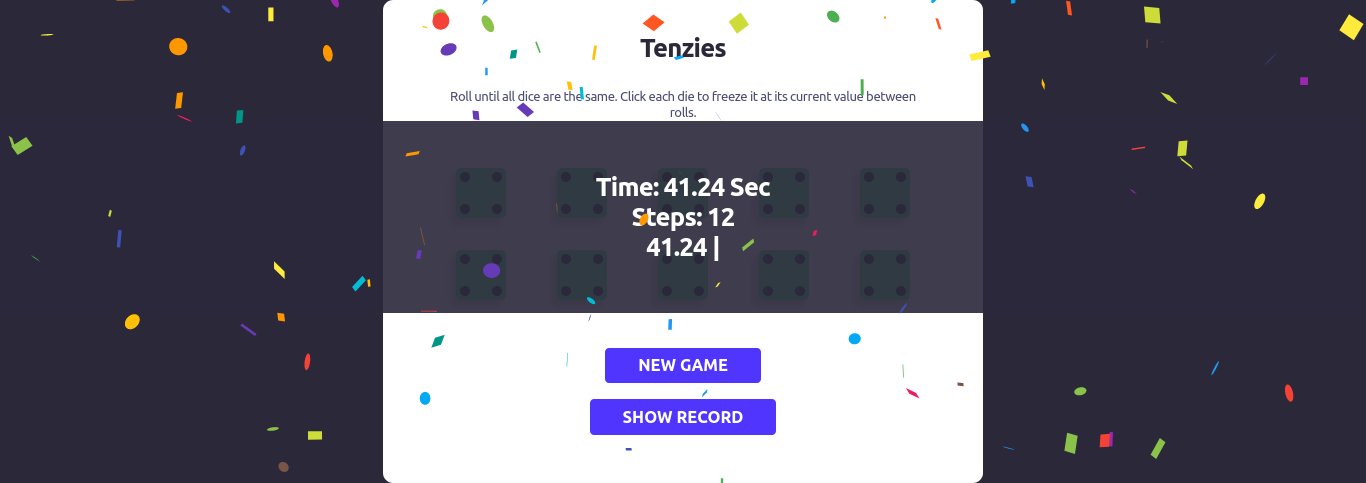 Tenzies
Roll until all dice are the same. Click each die to freeze it at its current value between
rolls.
Time: 41.24 Sec
Steps: 12
41.24 |
NEW GAME
SHOW RECORD